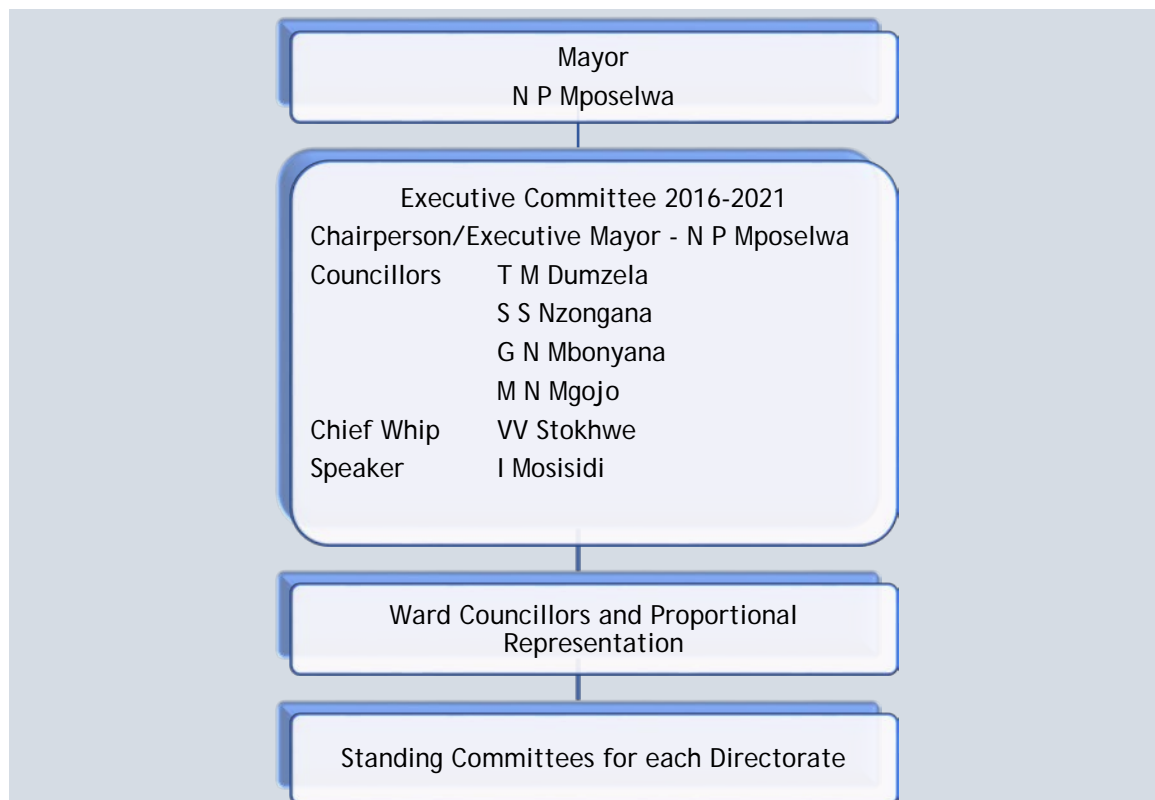 Mayor
N P Mposelwa
Executive Committee 2016-2021
Chairperson/Executive Mayor - N P Mposelwa
Councillors T M Dumzela
S S Nzongana
G N Mbonyana
M N Mgojo
Chief Whip VV Stokhwe
Speaker I Mosisidi
Ward Councillors and Proportional
Representation
Standing Committees for each Directorate